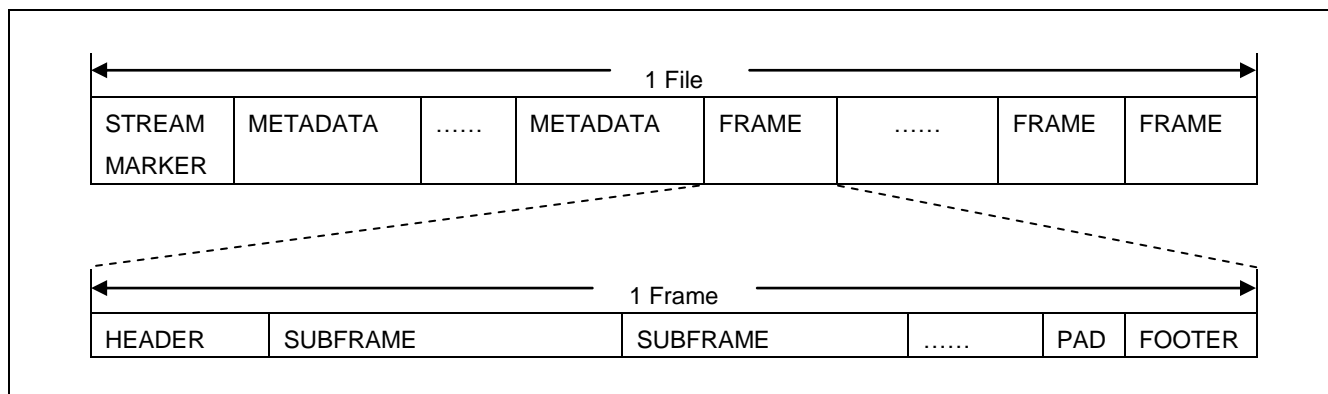 1 File
STREAM MARKER METADATA …… METADATA FRAME …… FRAME FRAME
1 Frame
HEADER SUBFRAME SUBFRAME …… PAD FOOTER